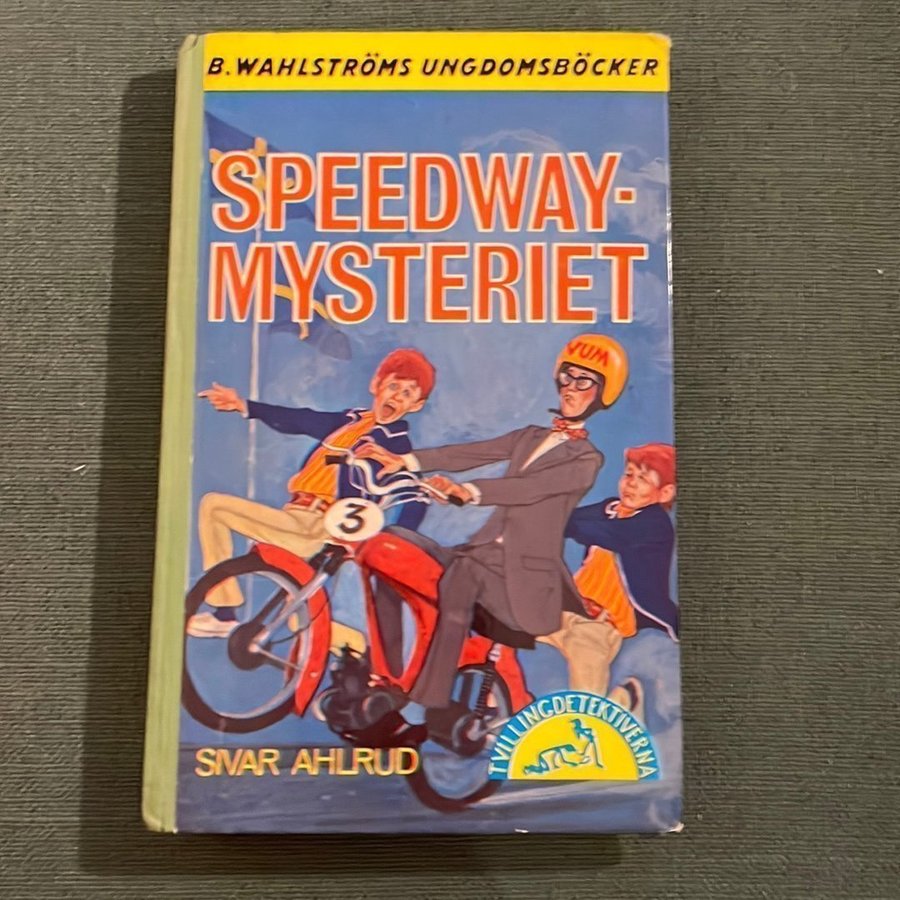 B. WAHLSTRÖMS UNGDOMSBÖCKER
SPEEDWAY-
MYSTERIET
VUM
3
SIVAR AHLRUD
TVILLINGDETEKTIVERNA